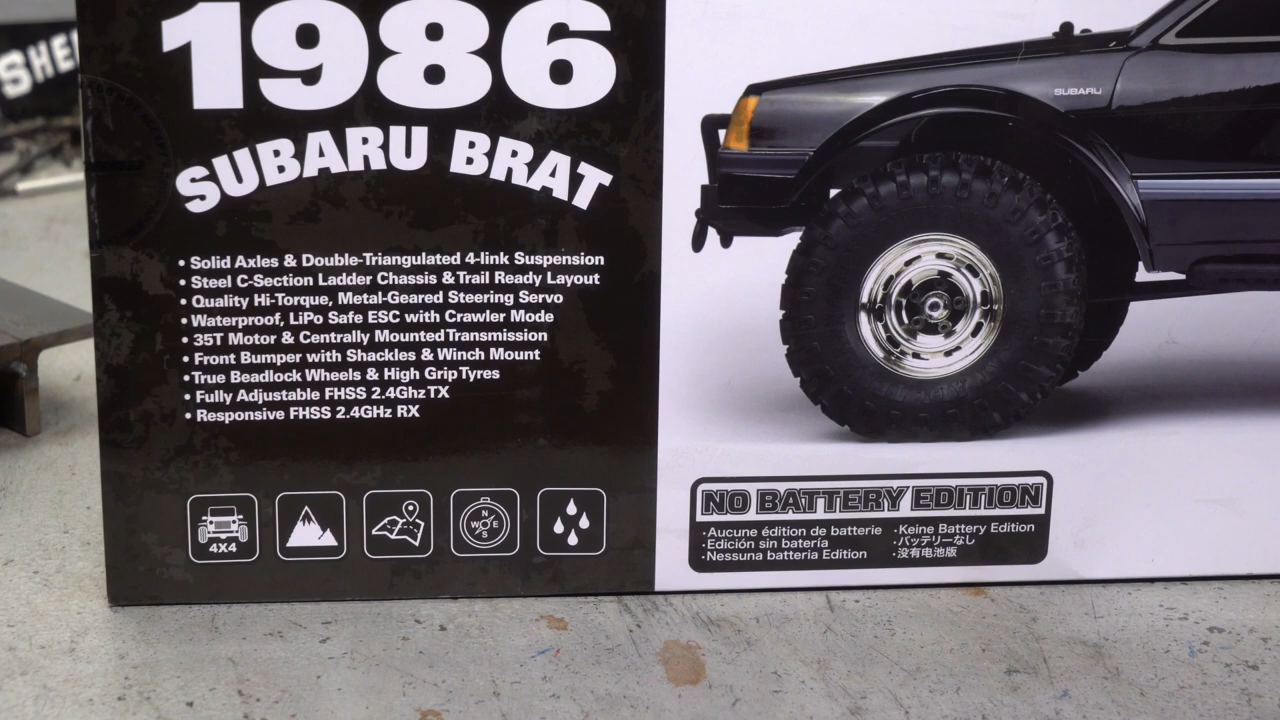 SHE
1986
SUBARU BRAT
• Solid Axles & Double-Triangulated 4-link Suspension
• Steel C-Section Ladder Chassis & Trail Ready Layout
• Quality Hi-Torque, Metal-Geared Steering Servo
• Waterproof, LiPo Safe ESC with Crawler Mode
• 35T Motor & Centrally Mounted Transmission
• Front Bumper with Shackles & Winch Mount
• True Beadlock Wheels & High Grip Tyres
• Fully Adjustable FHSS 2.4Ghz TX
• Responsive FHSS 2.4GHz RX
4X4
N
W E
S
SUBARU
NO BATTERY EDITION
·Aucune édition de batterie
·Edición sin batería
·Nessuna batteria Edition
·Keine Battery Edition
·バッテリーなし
·没有电池版